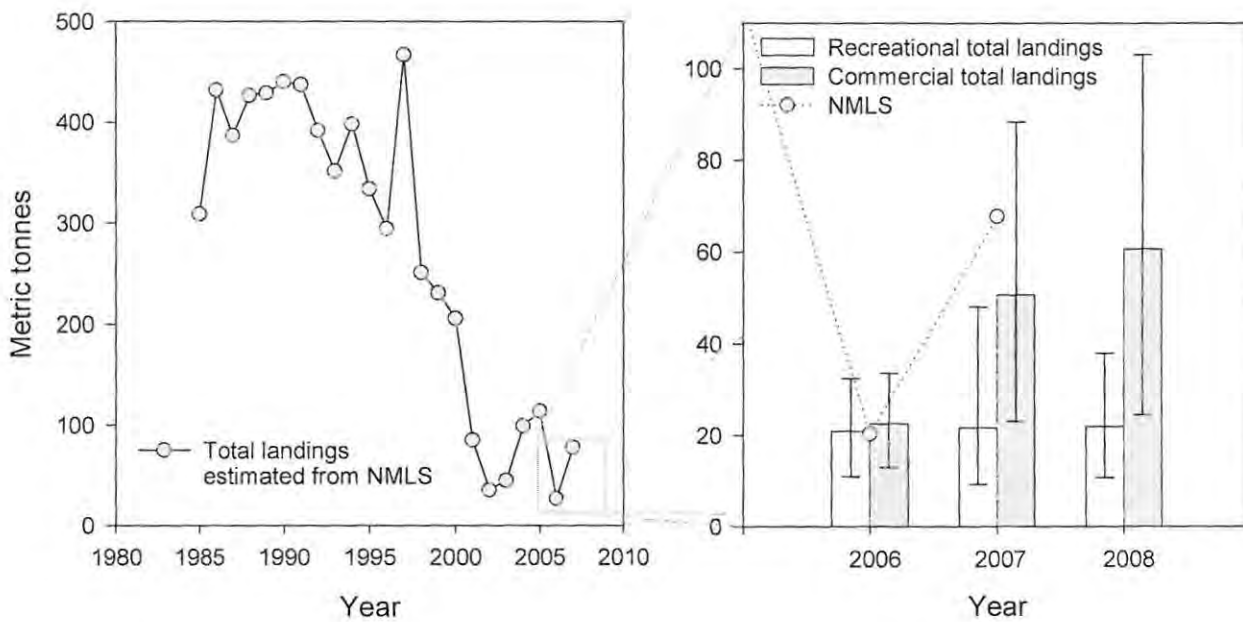 500
400
300
200
100
0
Metric tonnes
Total landings
estimated from NMLS
1980 1985 1990 1995 2000 2005 2010
Year
Recreational total landings
Commercial total landings
NMLS
100
80
60
40
20
0
2006 2007 2008
Year